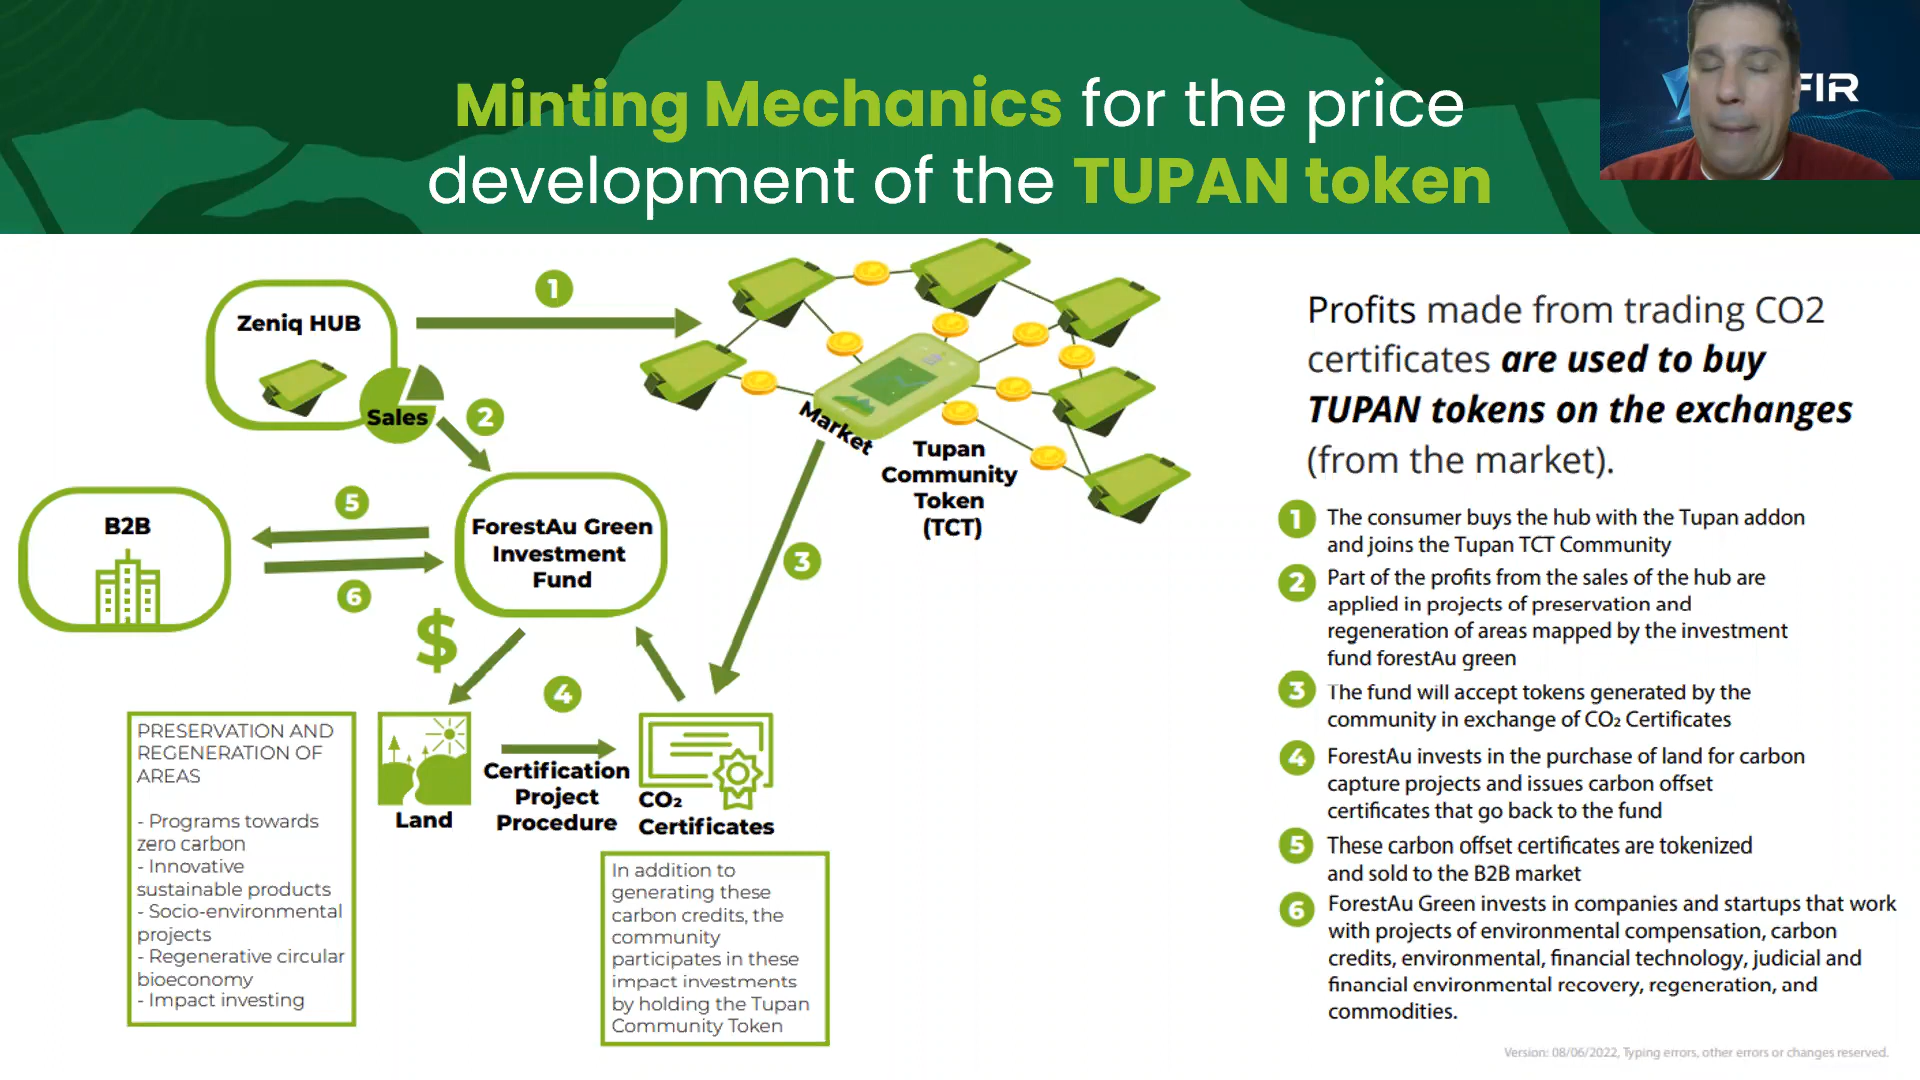 Minting Mechanics for the price
development of the TUPAN token
FIR
Zeniq HUB
Sales
1
2
Market
Tupan
Community
Token
(TCT)
B2B
5
6
ForestAu Green
Investment
Fund
3
$
4
PRESERVATION AND
REGENERATION OF
AREAS
- Programs towards
zero carbon
- Innovative
sustainable products
- Socio-environmental
projects
- Regenerative circular
bioeconomy
- Impact investing
Land
Certification
Project
Procedure
CO₂
Certificates
In addition to
generating these
carbon credits, the
community
participates in these
impact investments
by holding the Tupan
Community Token
Profits made from trading CO2
certificates are used to buy
TUPAN tokens on the exchanges
(from the market).
1 The consumer buys the hub with the Tupan addon
and joins the Tupan TCT Community
2 Part of the profits from the sales of the hub are
applied in projects of preservation and
regeneration of areas mapped by the investment
fund forestAu green
3 The fund will accept tokens generated by the
community in exchange of CO₂ Certificates
4 ForestAu invests in the purchase of land for carbon
capture projects and issues carbon offset
certificates that go back to the fund
5 These carbon offset certificates are tokenized
and sold to the B2B market
6 ForestAu Green invests in companies and startups that work
with projects of environmental compensation, carbon
credits, environmental, financial technology, judicial and
financial environmental recovery, regeneration, and
commodities.
Version: 08/06/2022, Typing errors, other errors or changes reserved.